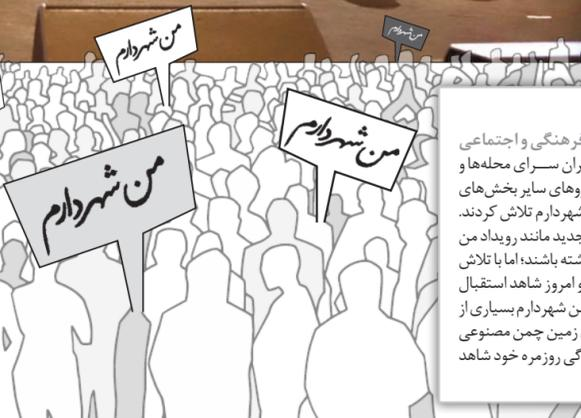 من شهردارم
من شهردارم
من شهردارم
من شهردارم
فرهنگی و اجتماعی
ران سرای محله‌ها و
روهای سایر بخش‌های
شهردارم تلاش کردند.
جدید مانند رویداد من
شته باشند؛ اما با تلاش
و امروز شاهد استقبال
ن شهردارم بسیاری از
زمین چمن مصنوعی
گی روزمره خود شاهد